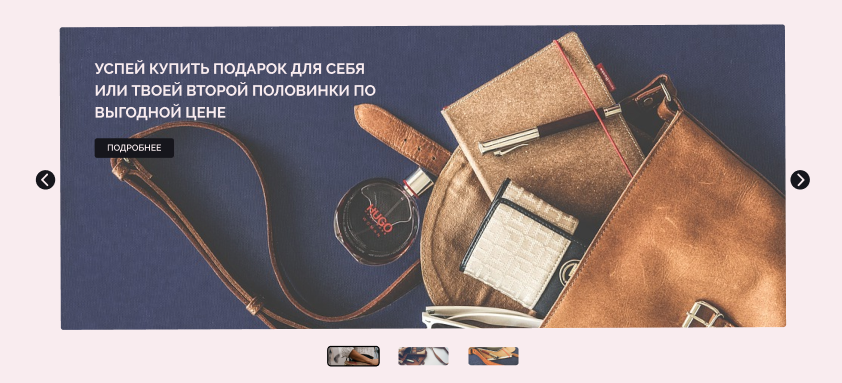 УСПЕЙ КУПИТЬ ПОДАРОК ДЛЯ СЕБЯ
ИЛИ ТВОЕЙ ВТОРОЙ ПОЛОВИНКИ ПО
ВЫГОДНОЙ ЦЕНЕ
ПОДРОБНЕЕ
HUGO